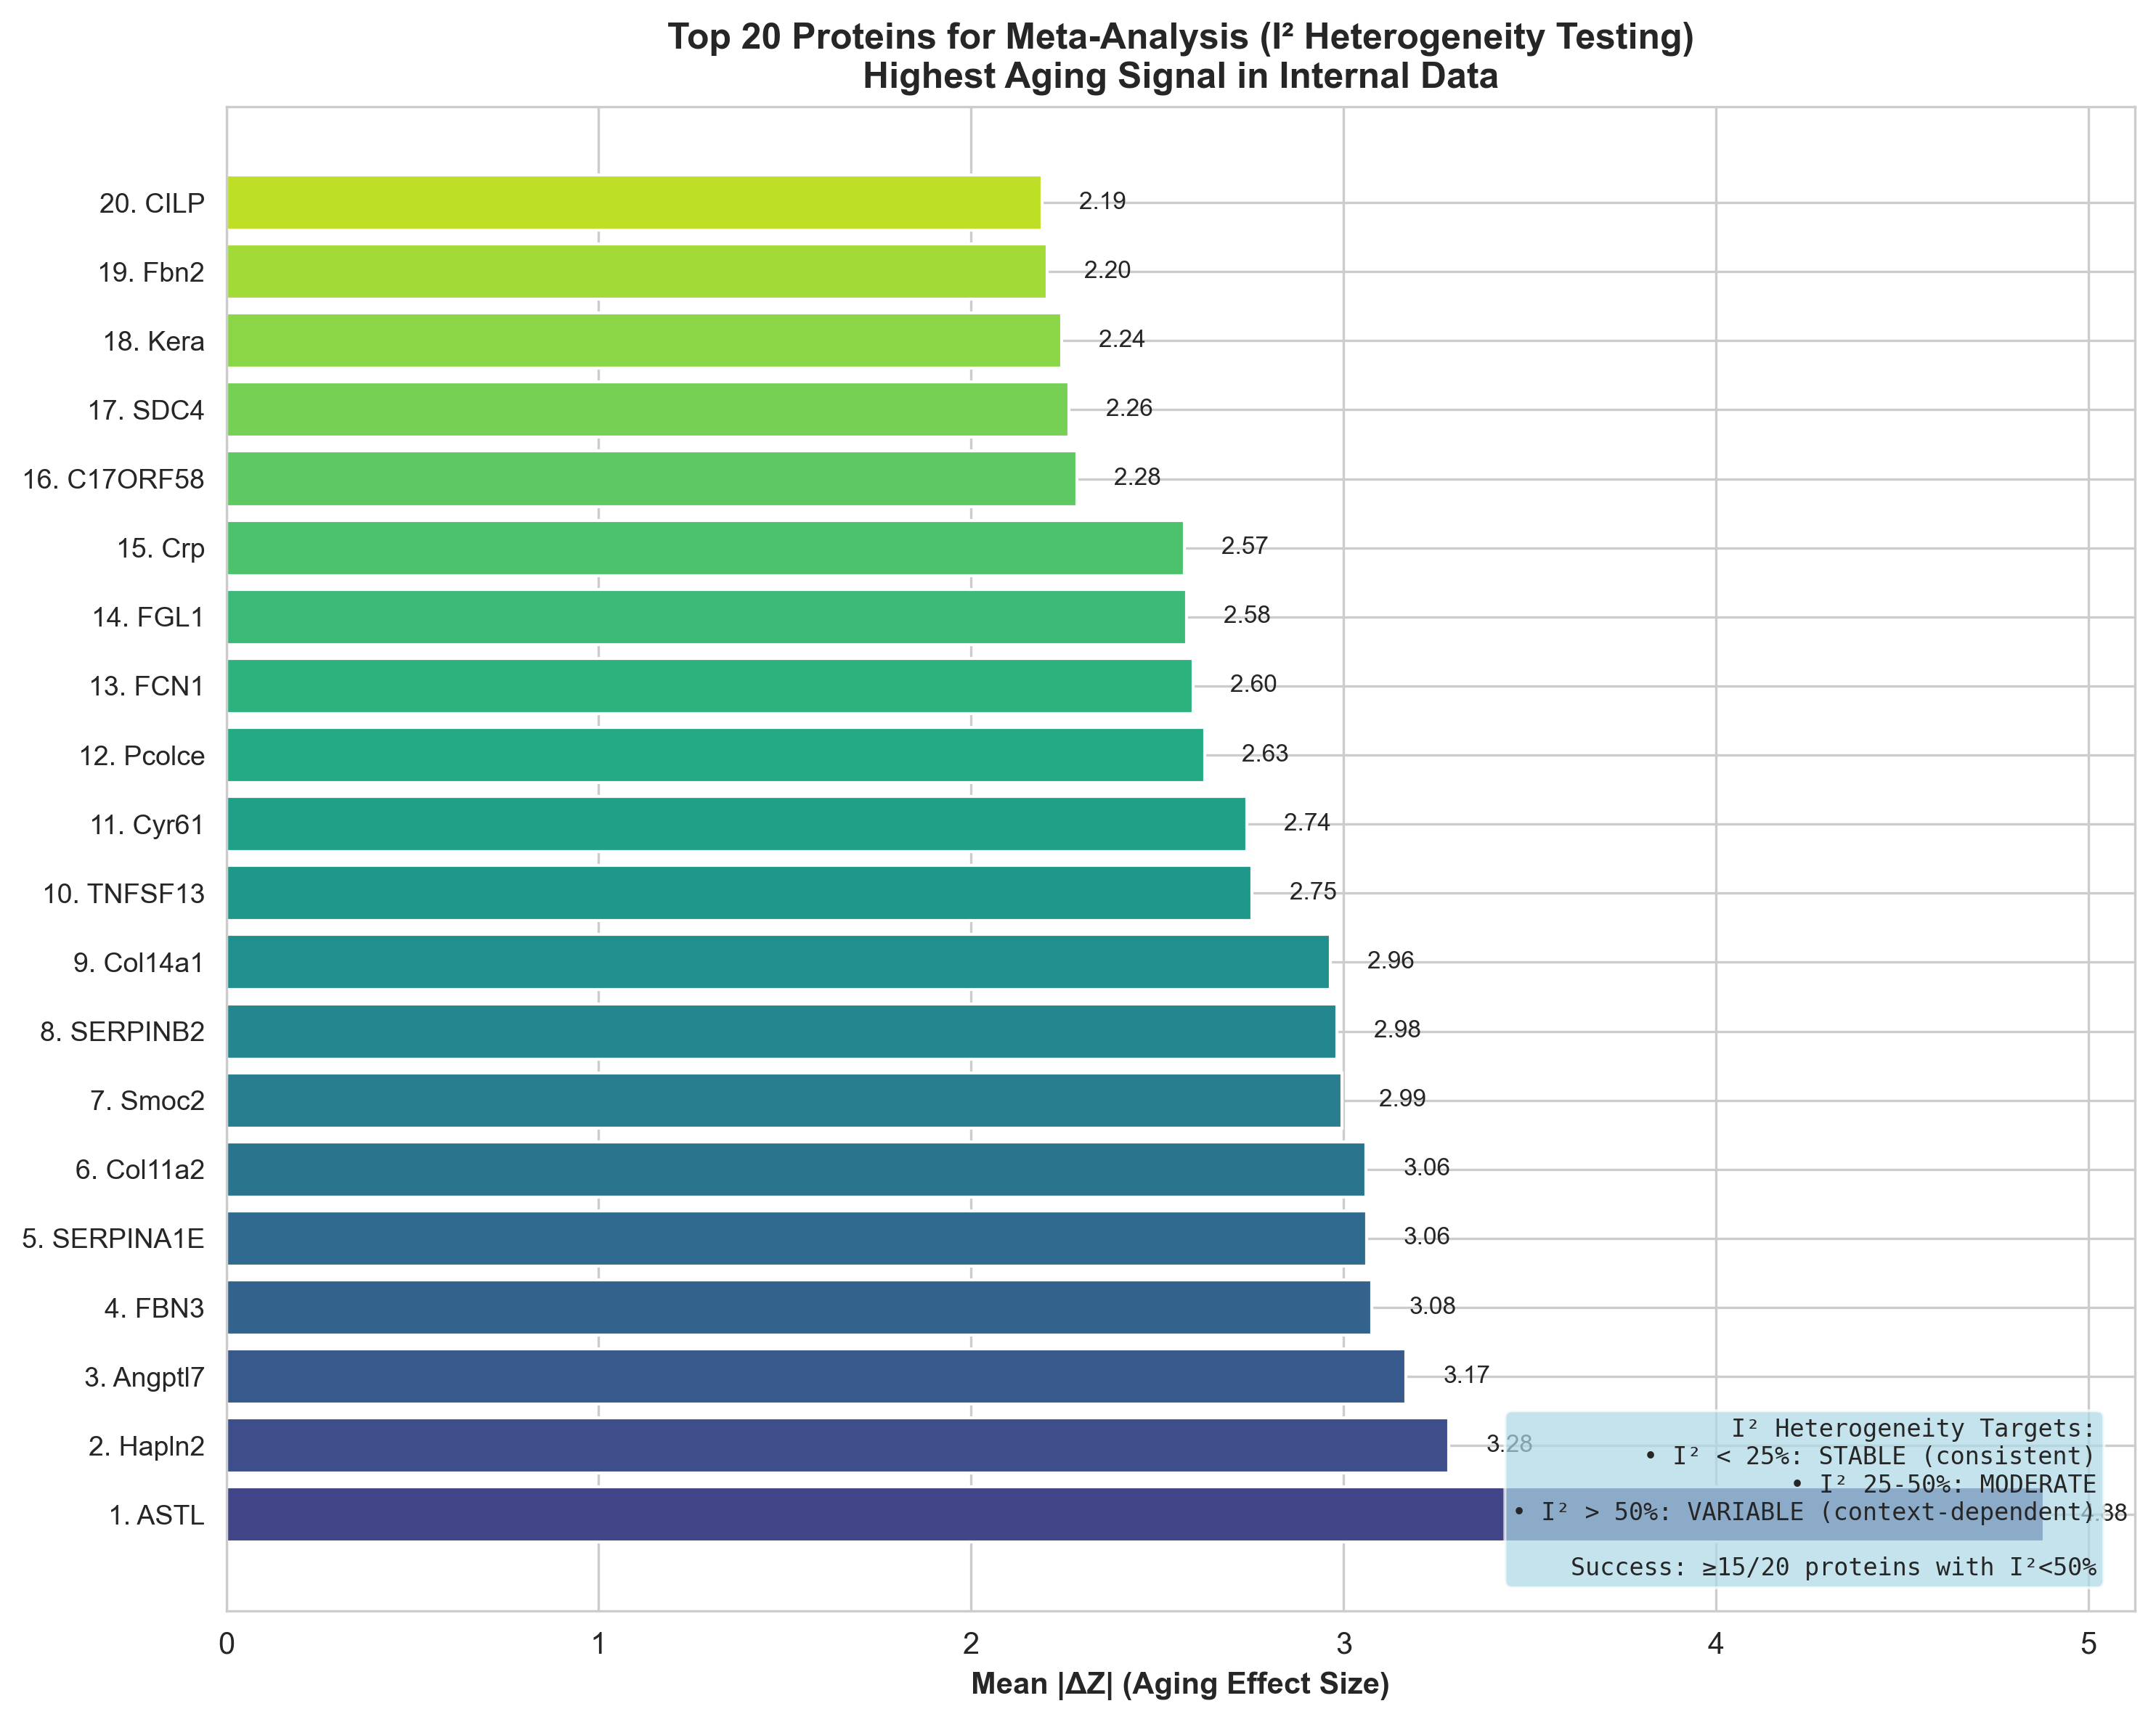 Top 20 Proteins for Meta-Analysis (I² Heterogeneity Testing)
Highest Aging Signal in Internal Data
20. CILP 2.19
19. Fbn2 2.20
18. Kera 2.24
17. SDC4 2.26
16. C17ORF58 2.28
15. Crp 2.57
14. FGL1 2.58
13. FCN1 2.60
12. Pcolce 2.63
11. Cyr61 2.74
10. TNFSF13 2.75
9. Col14a1 2.96
8. SERPINB2 2.98
7. Smoc2 2.99
6. Col11a2 3.06
5. SERPINA1E 3.06
4. FBN3 3.08
3. Angptl7 3.17
2. Hapln2 3.28
1. ASTL 4.88
I² Heterogeneity Targets:
• I² < 25%: STABLE (consistent)
• I² 25-50%: MODERATE
• I² > 50%: VARIABLE (context-dependent)
Success: ≥15/20 proteins with I²<50%
0 1 2 3 4 5
Mean |ΔZ| (Aging Effect Size)